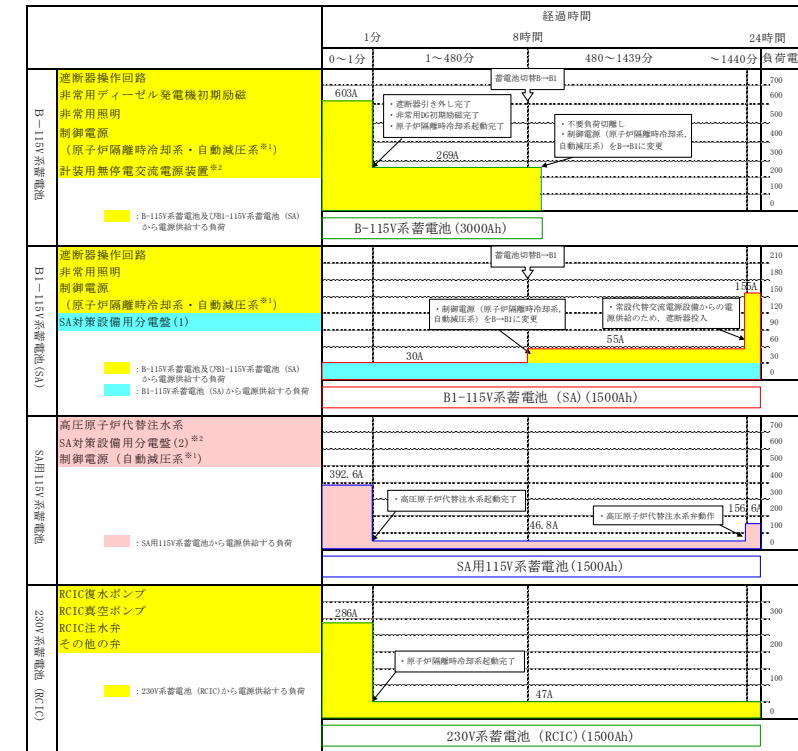 経過時間
1分 8時間 24時間
0～1分 1～480分 480～1439分 ～1440分 負荷電
B－115V系蓄電池
遮断器操作回路
非常用ディーゼル発電機初期励磁
非常用照明
制御電源
(原子炉隔離時冷却系・自動減圧系※1)
計装用無停電交流電源装置※2
：B-115V系蓄電池及びB1-115V系蓄電池 (SA)
から電源供給する負荷
603A
269A
蓄電池切替B→B1
・遮断器引き外し完了
・非常用DG初期励磁完了
・原子炉隔離時冷却系起動完了
・不要負荷切離し
・制御電源（原子炉隔離時冷却系,
自動減圧系）をB→B1に変更
700
600
500
400
300
200
100
0
B-115V系蓄電池(3000Ah)
B1－115V系蓄電池(SA)
遮断器操作回路
非常用照明
制御電源
(原子炉隔離時冷却系・自動減圧系※1)
SA対策設備用分電盤(1)
：B-115V系蓄電池及びB1-115V系蓄電池 (SA)
から電源供給する負荷
：B1-115V系蓄電池 (SA)から電源供給する負荷
蓄電池切替B→B1
・制御電源（原子炉隔離時冷却系,
自動減圧系）をB→B1に変更
・常設代替交流電源設備からの電
源供給のため, 遮断器投入
30A
55A
155A
210
180
150
120
90
60
30
0
B1-115V系蓄電池 (SA)(1500Ah)
SA用115V系蓄電池
高圧原子炉代替注水系
SA対策設備用分電盤(2)※2
制御電源 (自動減圧系※1)
：SA用115V系蓄電池から電源供給する負荷
392.6A
・高圧原子炉代替注水系起動完了
46.8A
・高圧原子炉代替注水系弁動作
156.6A
700
600
500
400
300
200
100
0
SA用115V系蓄電池(1500Ah)
230V系蓄電池 (RCIC)
RCIC復水ポンプ
RCIC真空ポンプ
RCIC注水弁
その他の弁
：230V系蓄電池 (RCIC)から電源供給する負荷
286A
・原子炉隔離時冷却系起動完了
47A
300
200
100
0
230V系蓄電池 (RCIC)(1500Ah)